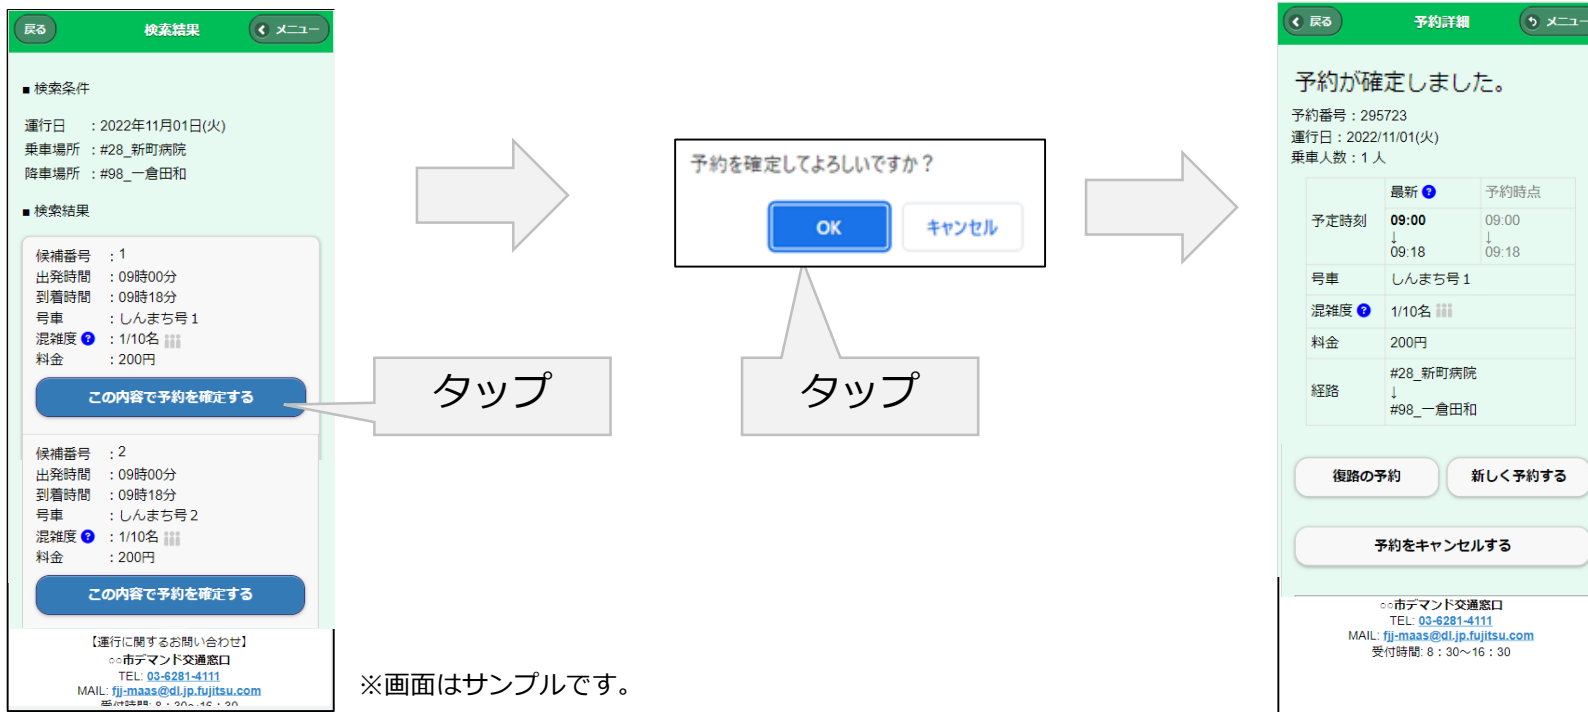 戻る
検索結果
メニュー
■ 検索条件
運行日 ：2022年11月01日(火)
乗車場所 ：#28_新町病院
降車場所 ：#98_一倉田和
■ 検索結果
候補番号 ：1
出発時間 ：09時00分
到着時間 ：09時18分
号車 ：しんまち号１
混雑度 ? ：1/10名
料金 ：200円
この内容で予約を確定する
候補番号 ：2
出発時間 ：09時00分
到着時間 ：09時18分
号車 ：しんまち号２
混雑度 ? ：1/10名
料金 ：200円
この内容で予約を確定する
【運行に関するお問い合わせ】
○○市デマンド交通窓口
TEL: 03-6281-4111
MAIL: fjj-maas@dl.jp.fujitsu.com
受付時間: 8：30～16：30
タップ
予約を確定してよろしいですか？
OK
キャンセル
タップ
※画面はサンプルです。
戻る
予約詳細
メニュー
予約が確定しました。
予約番号：295723
運行日：2022/11/01(火)
乗車人数：1 人
最新 ? 予約時点
予定時刻 09:00 09:00
↓ ↓
09:18 09:18
号車 しんまち号１
混雑度 ? 1/10名
料金 200円
経路 #28_新町病院
↓
#98_一倉田和
復路の予約
新しく予約する
予約をキャンセルする
○○市デマンド交通窓口
TEL: 03-6281-4111
MAIL: fjj-maas@dl.jp.fujitsu.com
受付時間: 8：30～16：30